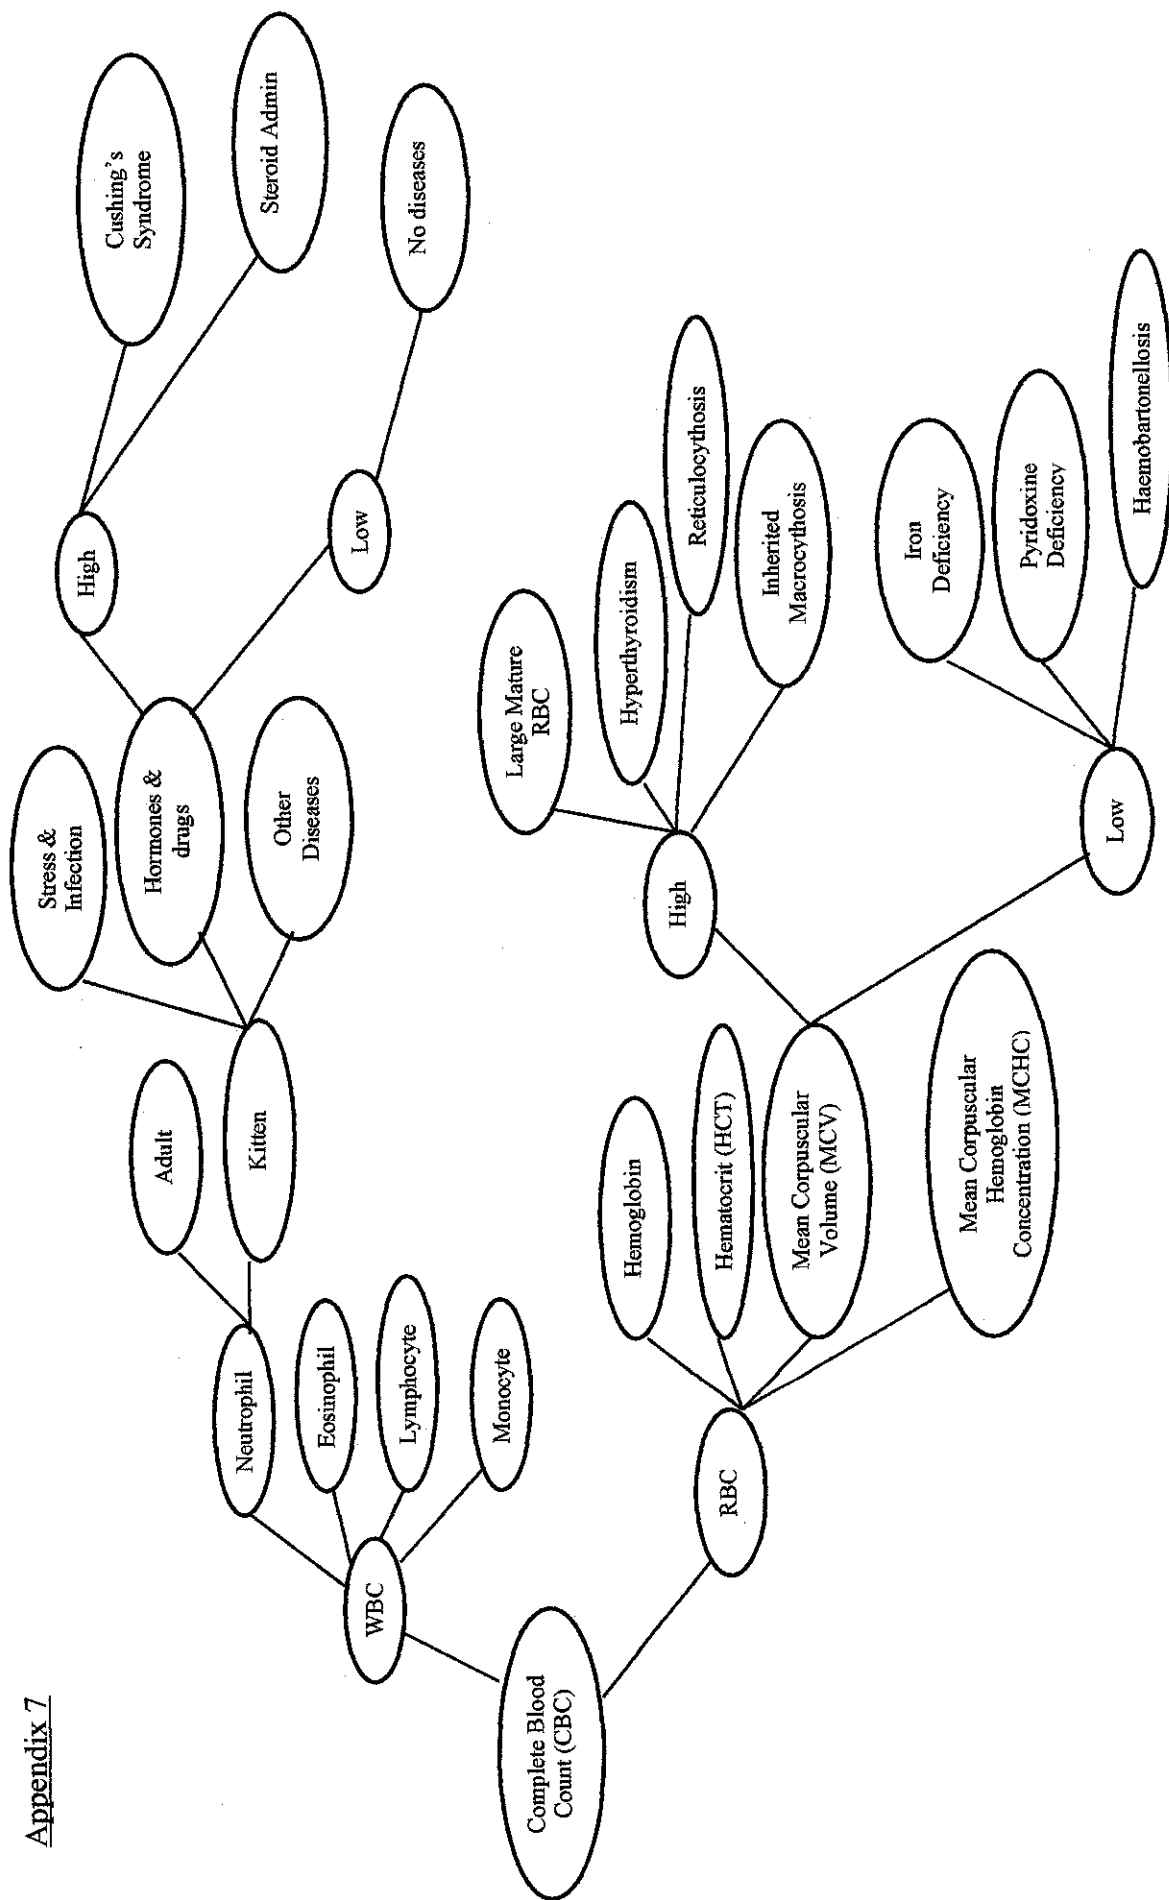 Appendix 7
Complete Blood
Count (CBC)
WBC
Neutrophil
Eosinophil
Lymphocyte
Monocyte
Adult
Kitten
Stress &
Infection
Hormones &
drugs
Other
Diseases
High
Low
Cushing's
Syndrome
Steroid Admin
No diseases
RBC
Hemoglobin
Hematocrit (HCT)
Mean Corpuscular
Volume (MCV)
Mean Corpuscular
Hemoglobin
Concentration (MCHC)
High
Low
Large Mature
RBC
Hyperthyroidism
Reticulocythosis
Inherited
Macrocythosis
Iron
Deficiency
Pyridoxine
Deficiency
Haemobartonellosis